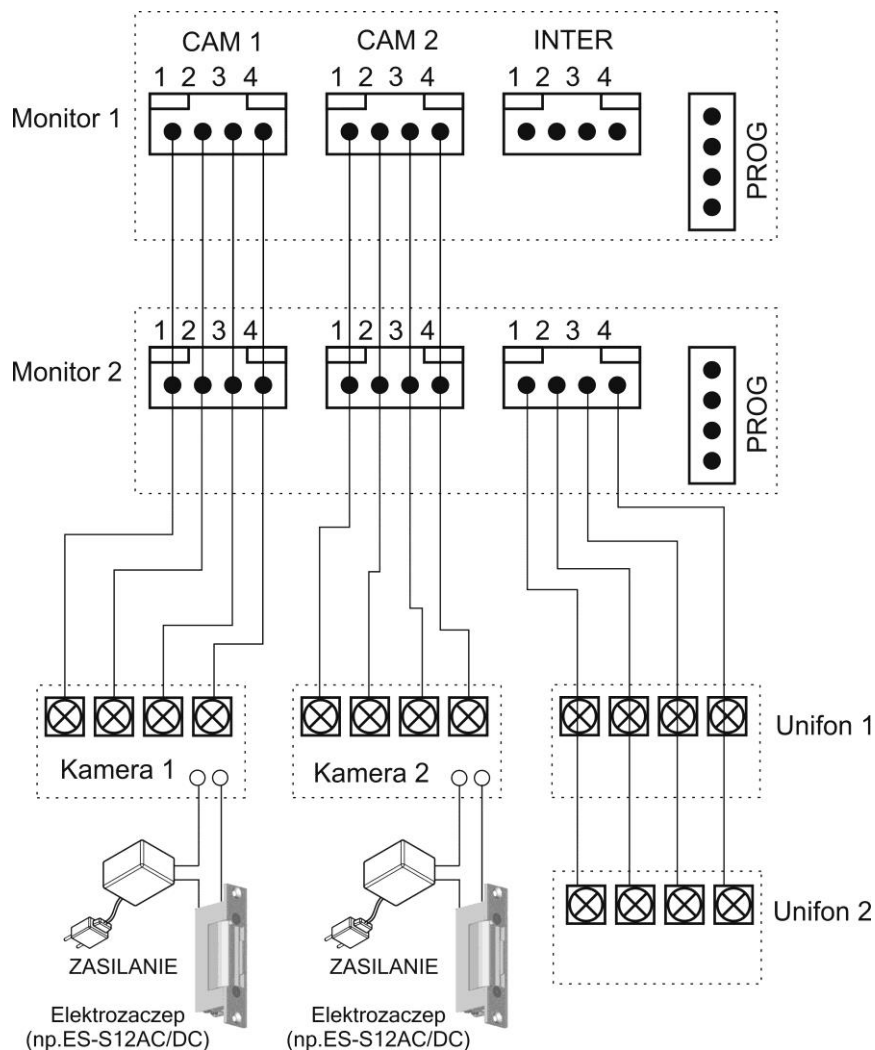 CAM 1 CAM 2 INTER
1 2 3 4 1 2 3 4 1 2 3 4
Monitor 1
PROG
1 2 3 4 1 2 3 4 1 2 3 4
Monitor 2
PROG
Kamera 1
Kamera 2
Unifon 1
Unifon 2
ZASILANIE
ZASILANIE
Elektrozaczep
(np.ES-S12AC/DC)
Elektrozaczep
(np.ES-S12AC/DC)